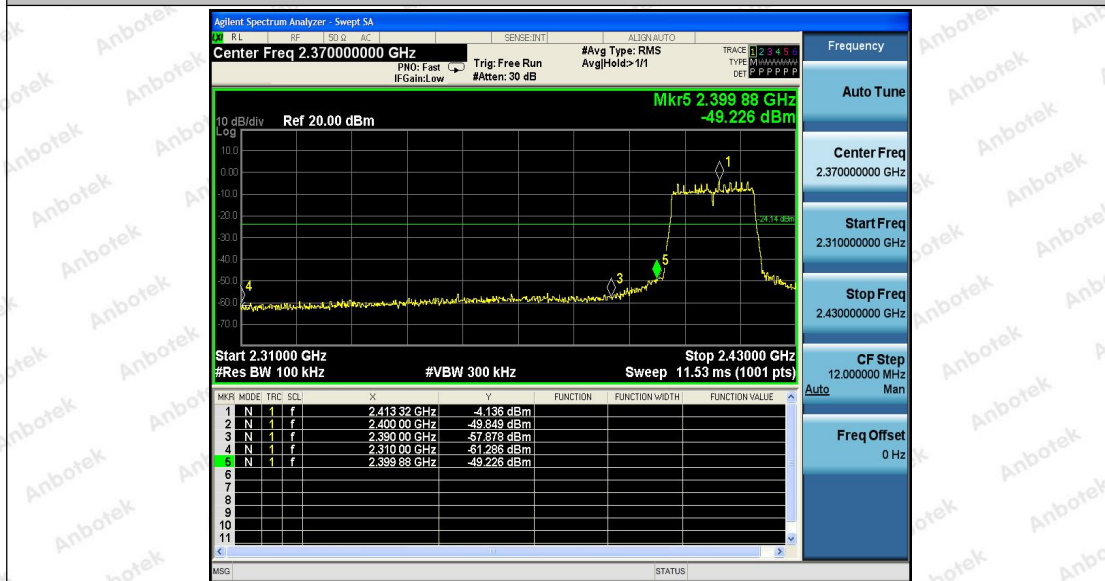 Agilent Spectrum Analyzer - Swept SA
LXI RL RF 50 Ω AC SENSE:INT ALIGNAUTO
Center Freq 2.370000000 GHz
PNO: Fast
IFGain:Low
Trig: Free Run
#Atten: 30 dB
#Avg Type: RMS
Avg|Hold:>1/1
TRACE 1 2 3 4 5 6
TYPE MWWWWW
DET P P P P P P
Mkr5 2.399 88 GHz
-49.226 dBm
10 dB/div Ref 20.00 dBm
Log
10.0
0.00
-10.0
-20.0
-30.0
-40.0
-50.0
-60.0
-70.0
1
3
4
5
-24.14 dBm
Start 2.31000 GHz Stop 2.43000 GHz
#Res BW 100 kHz #VBW 300 kHz Sweep 11.53 ms (1001 pts)
MKR MODE TRC SCL X Y FUNCTION FUNCTION WIDTH FUNCTION VALUE
1 N 1 f 2.413 32 GHz -4.136 dBm
2 N 1 f 2.400 00 GHz -49.849 dBm
3 N 1 f 2.390 00 GHz -57.878 dBm
4 N 1 f 2.310 00 GHz -61.286 dBm
5 N 1 f 2.399 88 GHz -49.226 dBm
6
7
8
9
10
11
MSG STATUS
Frequency
Auto Tune
Center Freq
2.370000000 GHz
Start Freq
2.310000000 GHz
Stop Freq
2.430000000 GHz
CF Step
12.000000 MHz
Auto Man
Freq Offset
0 Hz
Anbotek